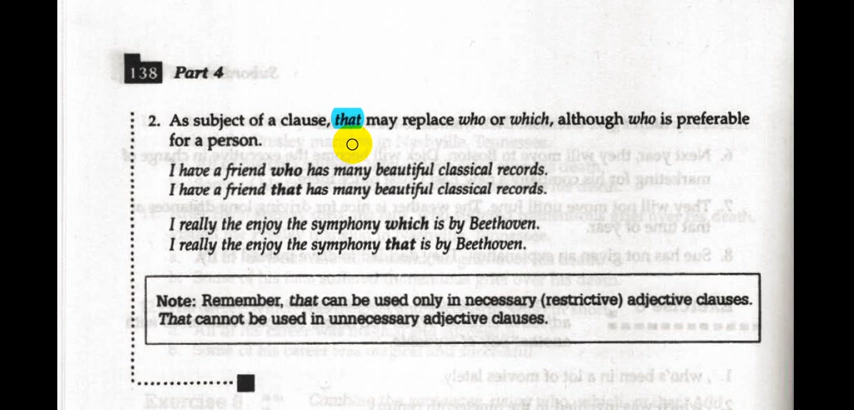 138 Part 4
2. As subject of a clause, that may replace who or which, although who is preferable
for a person.
I have a friend who has many beautiful classical records.
I have a friend that has many beautiful classical records.
I really the enjoy the symphony which is by Beethoven.
I really the enjoy the symphony that is by Beethoven.
Note: Remember, that can be used only in necessary (restrictive) adjective clauses.
That cannot be used in unnecessary adjective clauses.